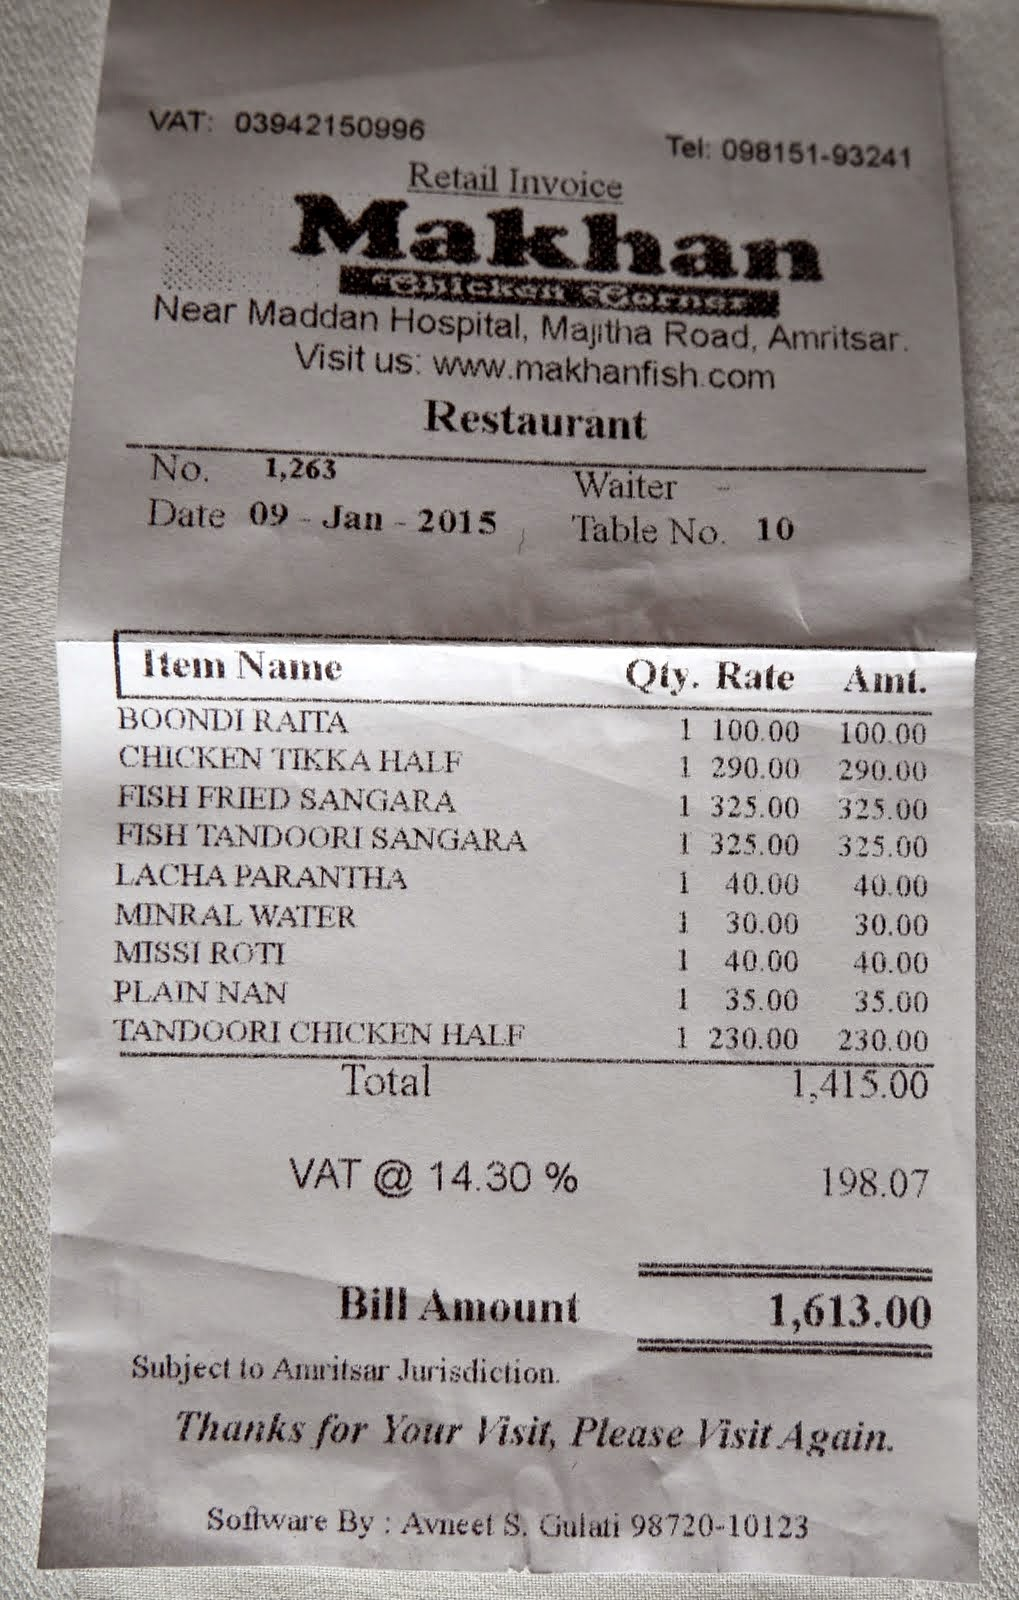 VAT: 03942150996
Tel: 098151-93241
Retail Invoice
Makhan
Chicken Corner
Near Maddan Hospital, Majitha Road, Amritsar.
Visit us: www.makhanfish.com
Restaurant
No. 1,263 Waiter -
Date 09 - Jan - 2015 Table No. 10
Item Name Qty. Rate Amt.
BOONDI RAITA 1 100.00 100.00
CHICKEN TIKKA HALF 1 290.00 290.00
FISH FRIED SANGARA 1 325.00 325.00
FISH TANDOORI SANGARA 1 325.00 325.00
LACHA PARANTHA 1 40.00 40.00
MINRAL WATER 1 30.00 30.00
MISSI ROTI 1 40.00 40.00
PLAIN NAN 1 35.00 35.00
TANDOORI CHICKEN HALF 1 230.00 230.00
Total 1,415.00
VAT @ 14.30 % 198.07
Bill Amount 1,613.00
Subject to Amritsar Jurisdiction.
Thanks for Your Visit, Please Visit Again.
Software By : Avneet S. Gulati 98720-10123